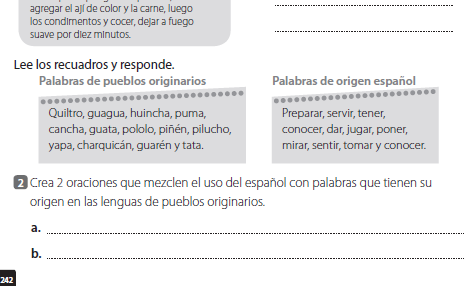 agregar el ají de color y la carne, luego
los condimentos y cocer, dejar a fuego
suave por diez minutos.
Lee los recuadros y responde.
Palabras de pueblos originarios
Quiltro, guagua, huincha, puma,
cancha, guata, pololo, piñén, pilucho,
yapa, charquicán, guarén y tata.
Palabras de origen español
Preparar, servir, tener,
conocer, dar, jugar, poner,
mirar, sentir, tomar y conocer.
2 Crea 2 oraciones que mezclen el uso del español con palabras que tienen su
origen en las lenguas de pueblos originarios.
a.
b.
242